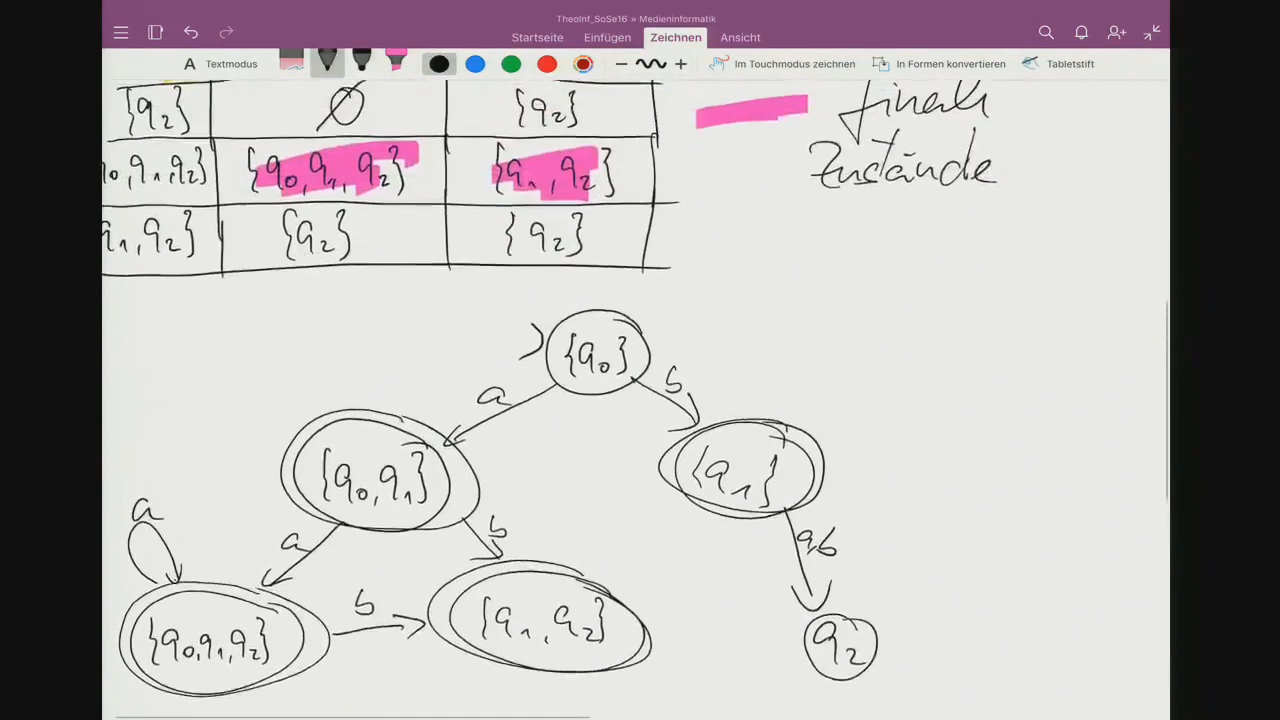 TheoInf_SoSe16 » Medieninformatik
Startseite Einfügen Zeichnen Ansicht
A Textmodus Im Touchmodus zeichnen In Formen konvertieren Tabletstift
{q₂} ∅ {q₂}
finale
Zustände
q₀,q₁,q₂} {q₀,q₁,q₂} {q₁,q₂}
q₁,q₂} {q₂} {q₂}
{q₀}
a b
{q₀,q₁} {q₁}
a a b a,b
{q₀,q₁,q₂} b {q₁,q₂} q₂